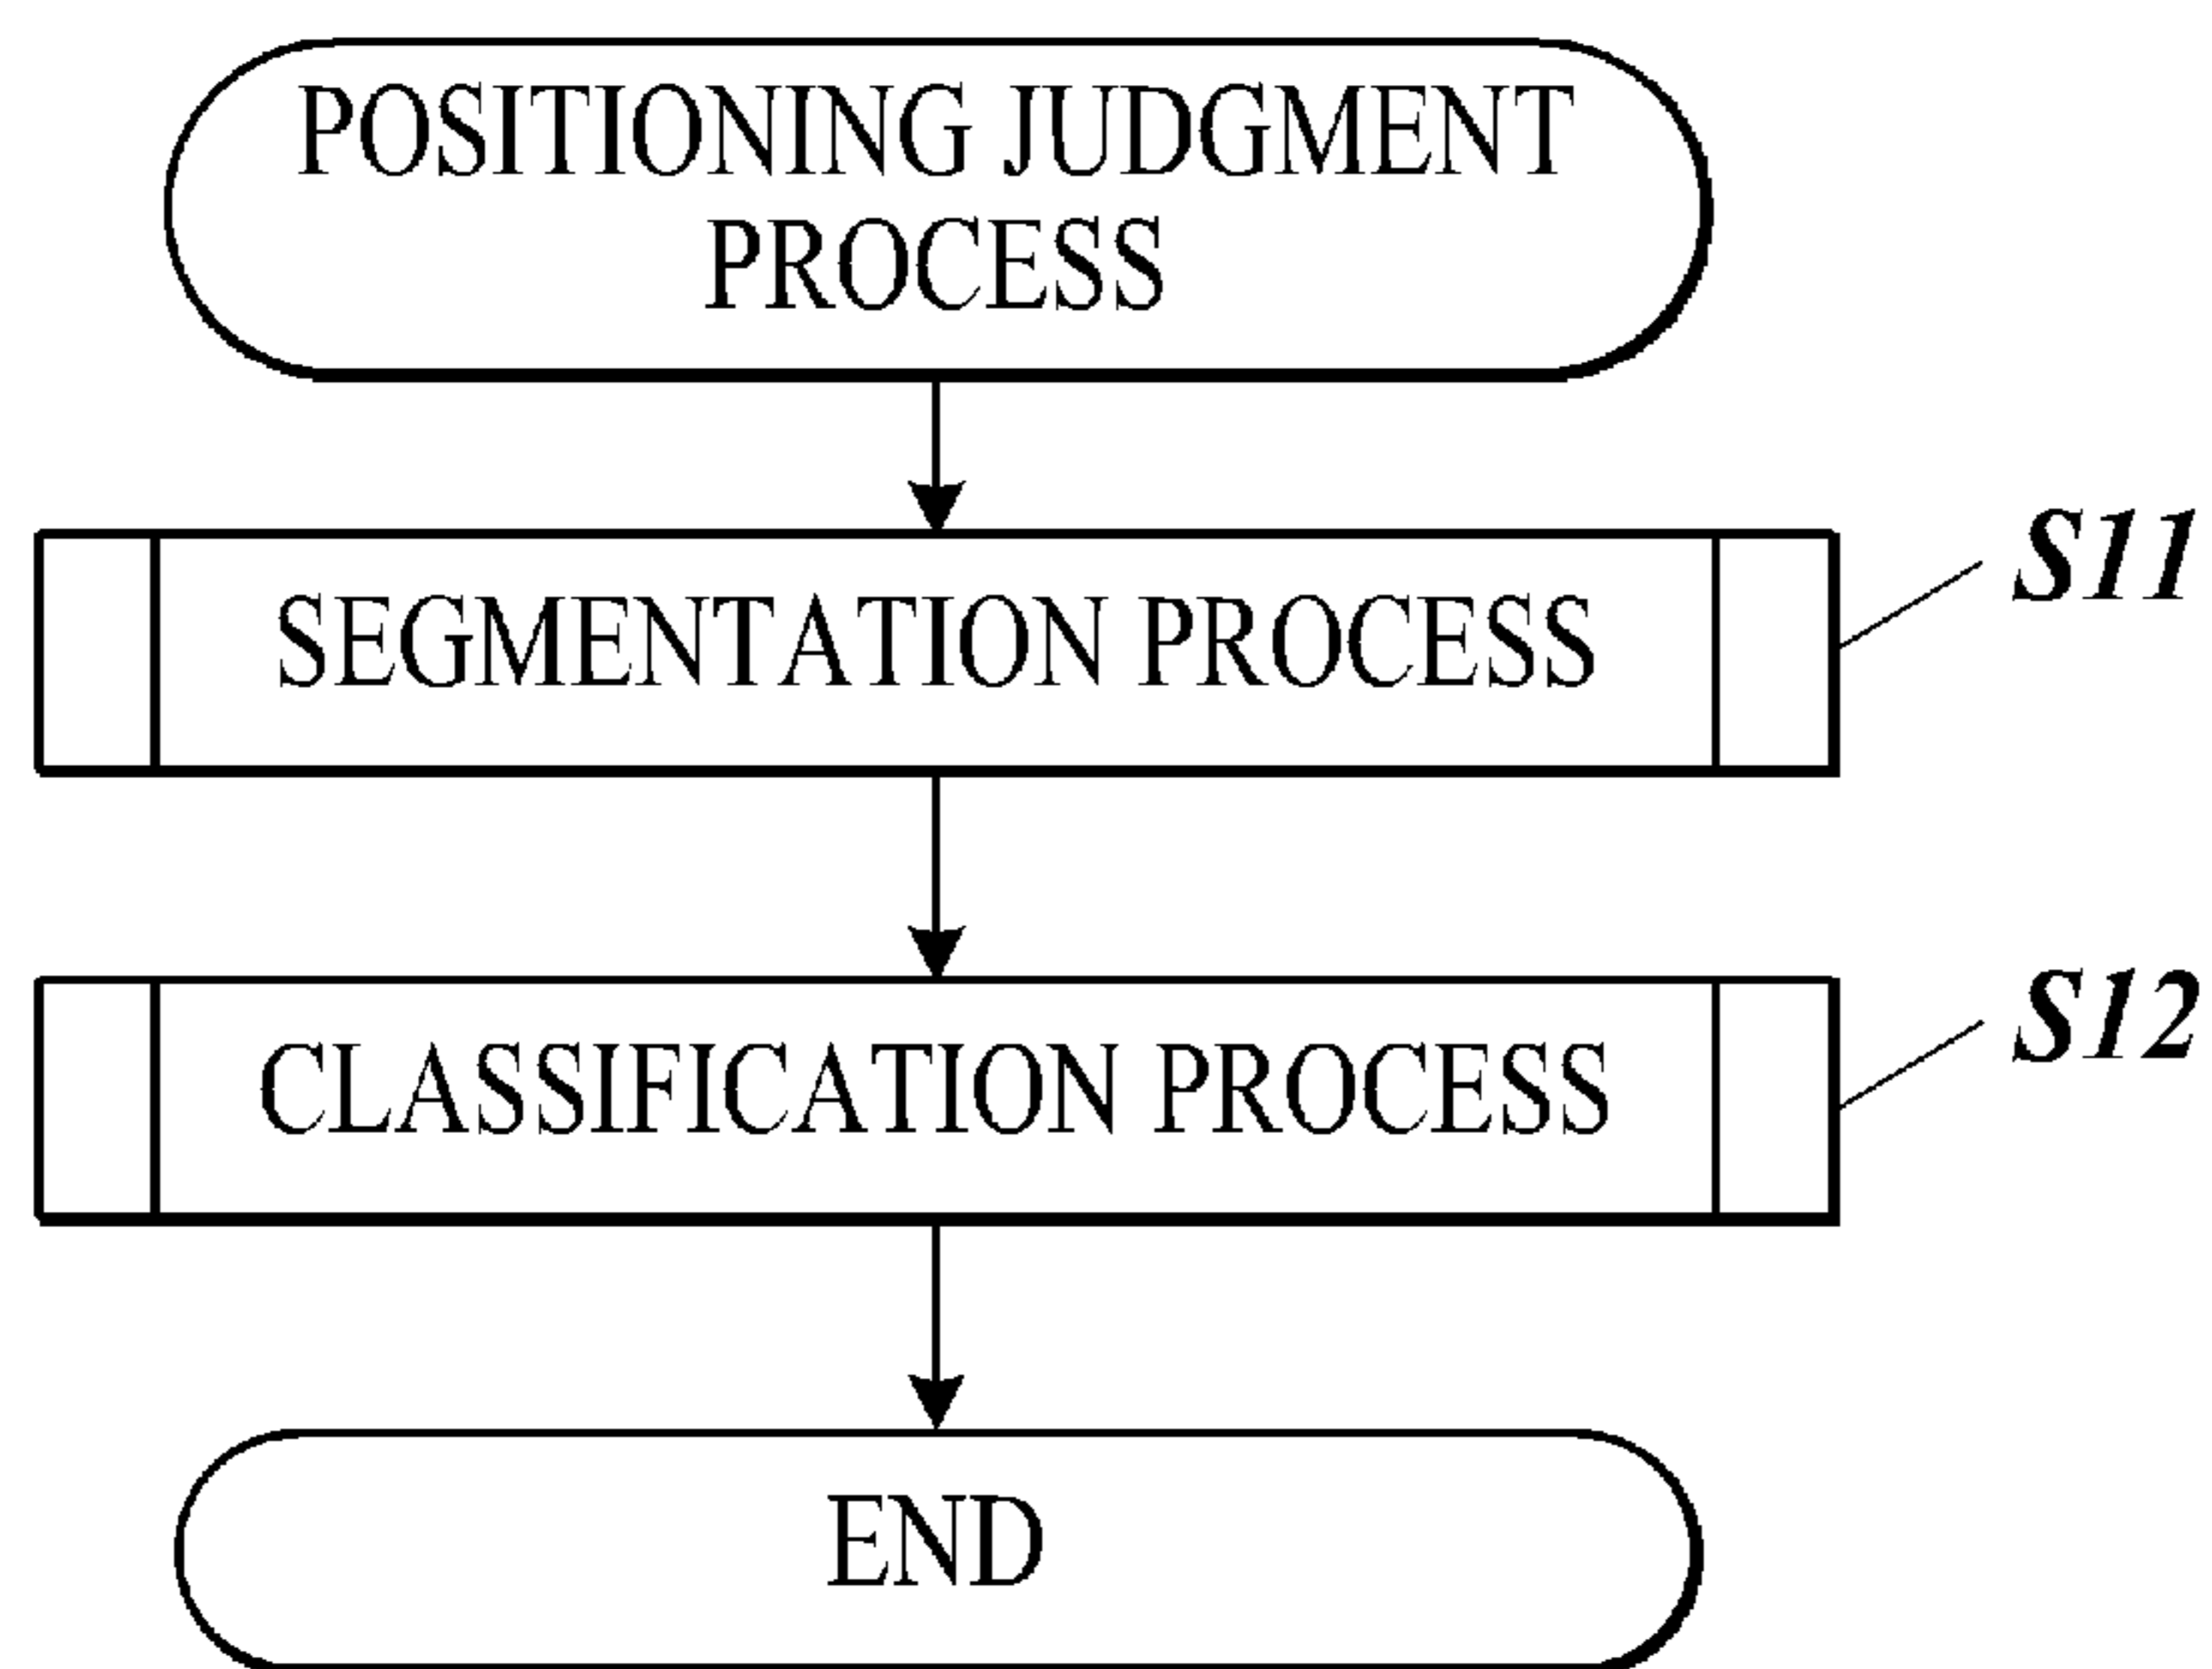 POSITIONING JUDGMENT
PROCESS
SEGMENTATION PROCESS
S11
CLASSIFICATION PROCESS
S12
END